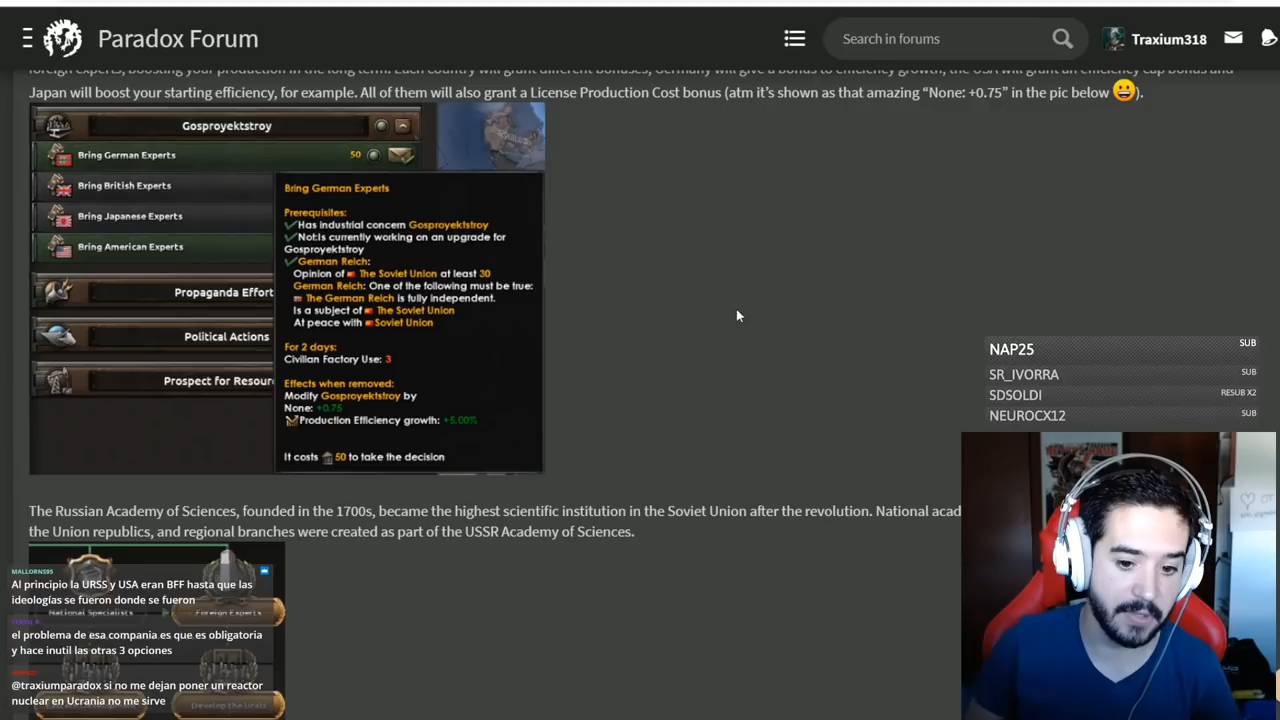 Paradox Forum
Search in forums
Traxium318
foreign experts, boosting your production in the long term. Each country will grant different bonuses, Germany will give a bonus to efficiency growth, the USA will grant an efficiency cap bonus and
Japan will boost your starting efficiency, for example. All of them will also grant a License Production Cost bonus (atm it's shown as that amazing “None: +0.75” in the pic below 😀).
Gosproyektstroy
Bring German Experts 50
Bring British Experts
Bring Japanese Experts
Bring American Experts
Propaganda Effort
Political Actions
Prospect for Resour
Bring German Experts
Prerequisites:
Has industrial concern Gosproyektstroy
Not:Is currently working on an upgrade for
Gosproyektstroy
German Reich:
Opinion of The Soviet Union at least 30
German Reich: One of the following must be true:
The German Reich is fully independent.
Is a subject of The Soviet Union
At peace with Soviet Union
For 2 days:
Civilian Factory Use: 3
Effects when removed:
Modify Gosproyektstroy by
None: +0.75
Production Efficiency growth: +5.00%
It costs 50 to take the decision
NAP25 SUB
SR_IVORRA SUB
SDSOLDI RESUB X2
NEUROCX12 SUB
The Russian Academy of Sciences, founded in the 1700s, became the highest scientific institution in the Soviet Union after the revolution. National acad
the Union republics, and regional branches were created as part of the USSR Academy of Sciences.
MALLORNS95
Al principio la URSS y USA eran BFF hasta que las
ideologías se fueron donde se fueron
National Specialists
Foreign Experts
el problema de esa compania es que es obligatoria
y hace inutil las otras 3 opciones
@traxiumparadox si no me dejan poner un reactor
nuclear en Ucrania no me sirve
Develop the Urals